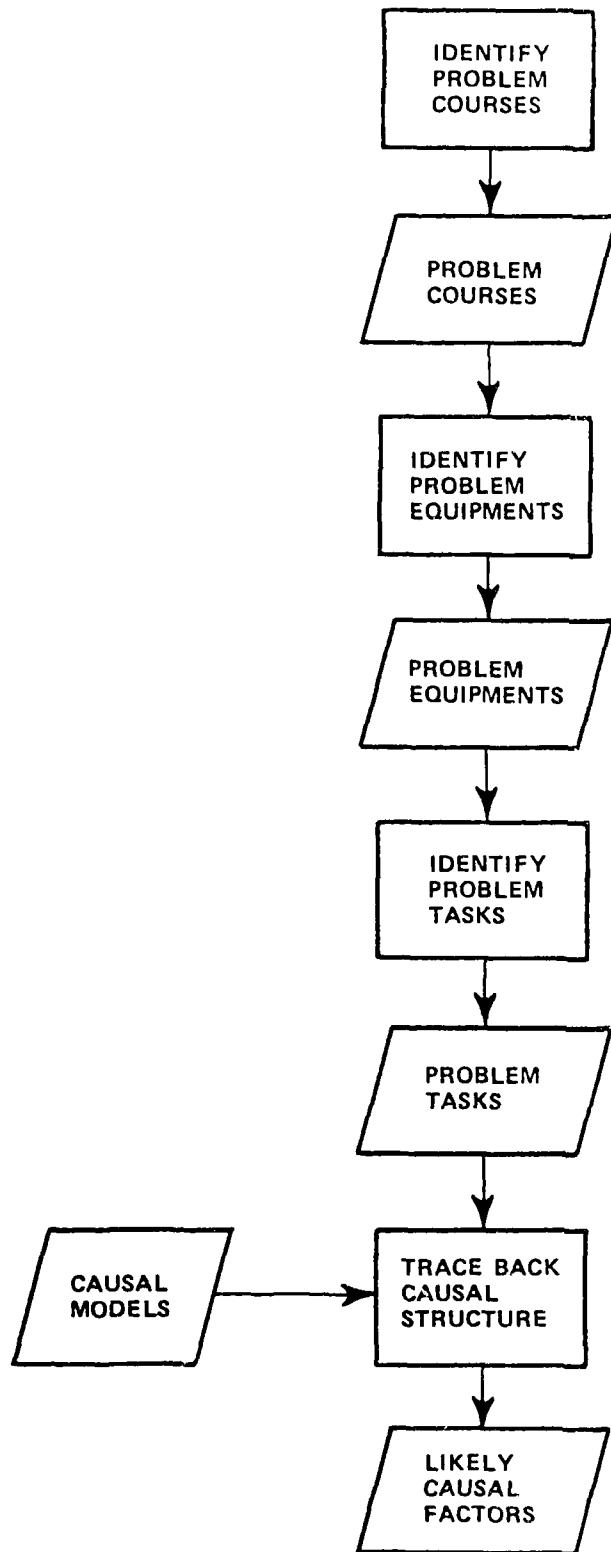 IDENTIFY
PROBLEM
COURSES
PROBLEM
COURSES
IDENTIFY
PROBLEM
EQUIPMENTS
PROBLEM
EQUIPMENTS
IDENTIFY
PROBLEM
TASKS
PROBLEM
TASKS
CAUSAL
MODELS
TRACE BACK
CAUSAL
STRUCTURE
LIKELY
CAUSAL
FACTORS